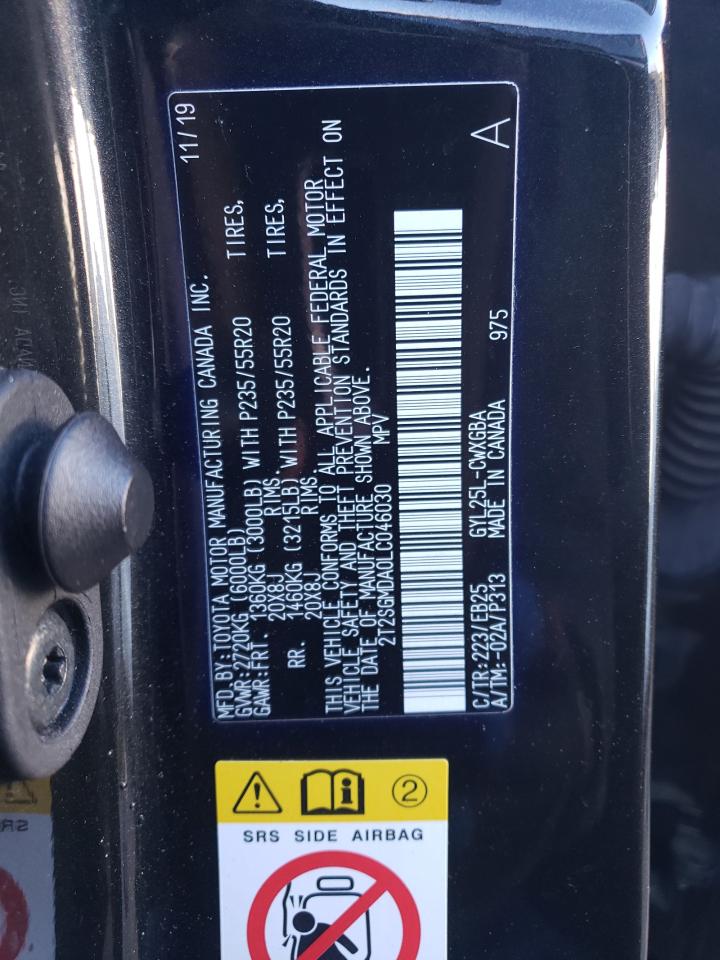 11/19
MFD.BY:TOYOTA MOTOR MANUFACTURING CANADA INC.
GVWR:2720KG (6000LB)
GAWR:FRT. 1360KG (3000LB) WITH P235/55R20 TIRES,
20X8J RIMS.
RR. 1460KG (3215LB) WITH P235/55R20 TIRES,
20X8J RIMS.
THIS VEHICLE CONFORMS TO ALL APPLICABLE FEDERAL MOTOR
VEHICLE SAFETY AND THEFT PREVENTION STANDARDS IN EFFECT ON
THE DATE OF MANUFACTURE SHOWN ABOVE.
2T2SGMDA0LC046030 MPV
C/TR:223/EB25 GYL25L-CWXGBA
A/TM:-02A/P313 MADE IN CANADA 975
A
2
SRS SIDE AIRBAG